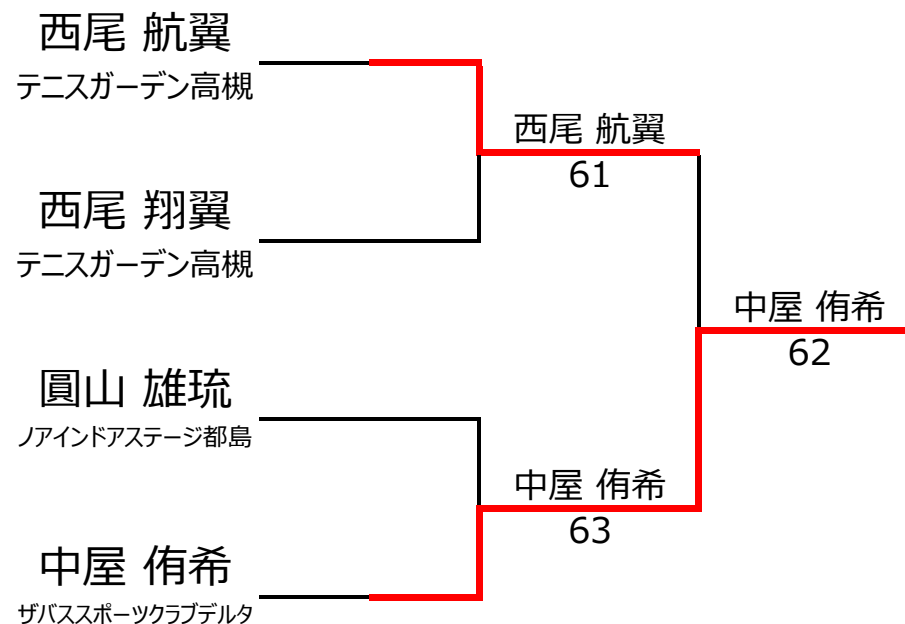 西尾 航翼
テニスガーデン高槻
西尾 航翼
61
西尾 翔翼
テニスガーデン高槻
中屋 侑希
62
圓山 雄琉
ノアインドアステージ都島
中屋 侑希
63
中屋 侑希
ザバススポーツクラブデルタ